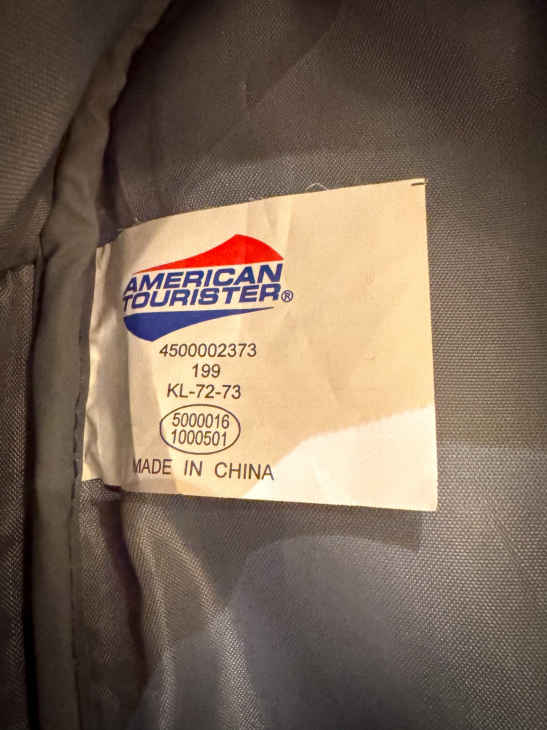 AMERICAN
TOURISTER®
4500002373
199
KL-72-73
5000016
1000501
MADE IN CHINA